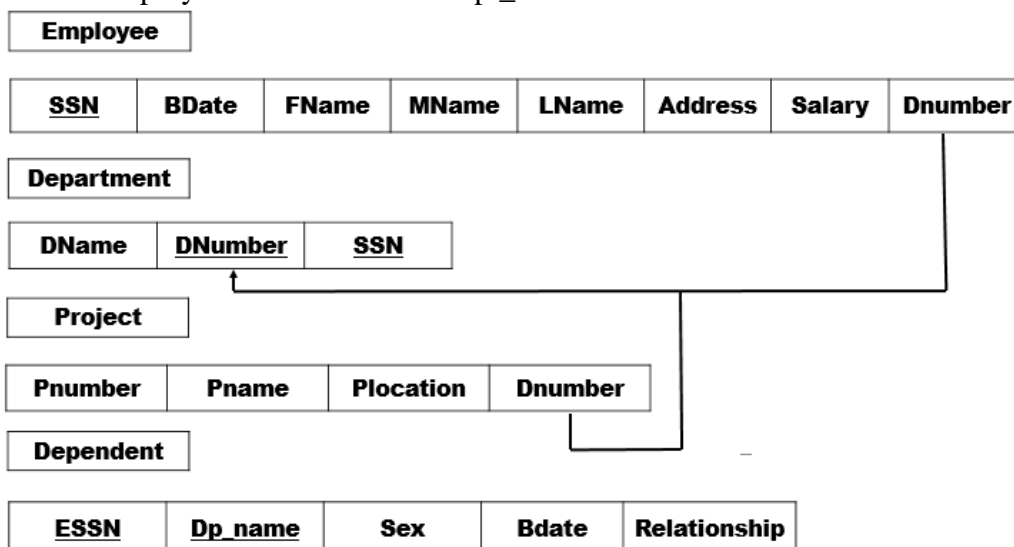 Employee
SSN BDate FName MName LName Address Salary Dnumber
Department
DName DNumber SSN
Project
Pnumber Pname Plocation Dnumber
Dependent
ESSN Dp_name Sex Bdate Relationship